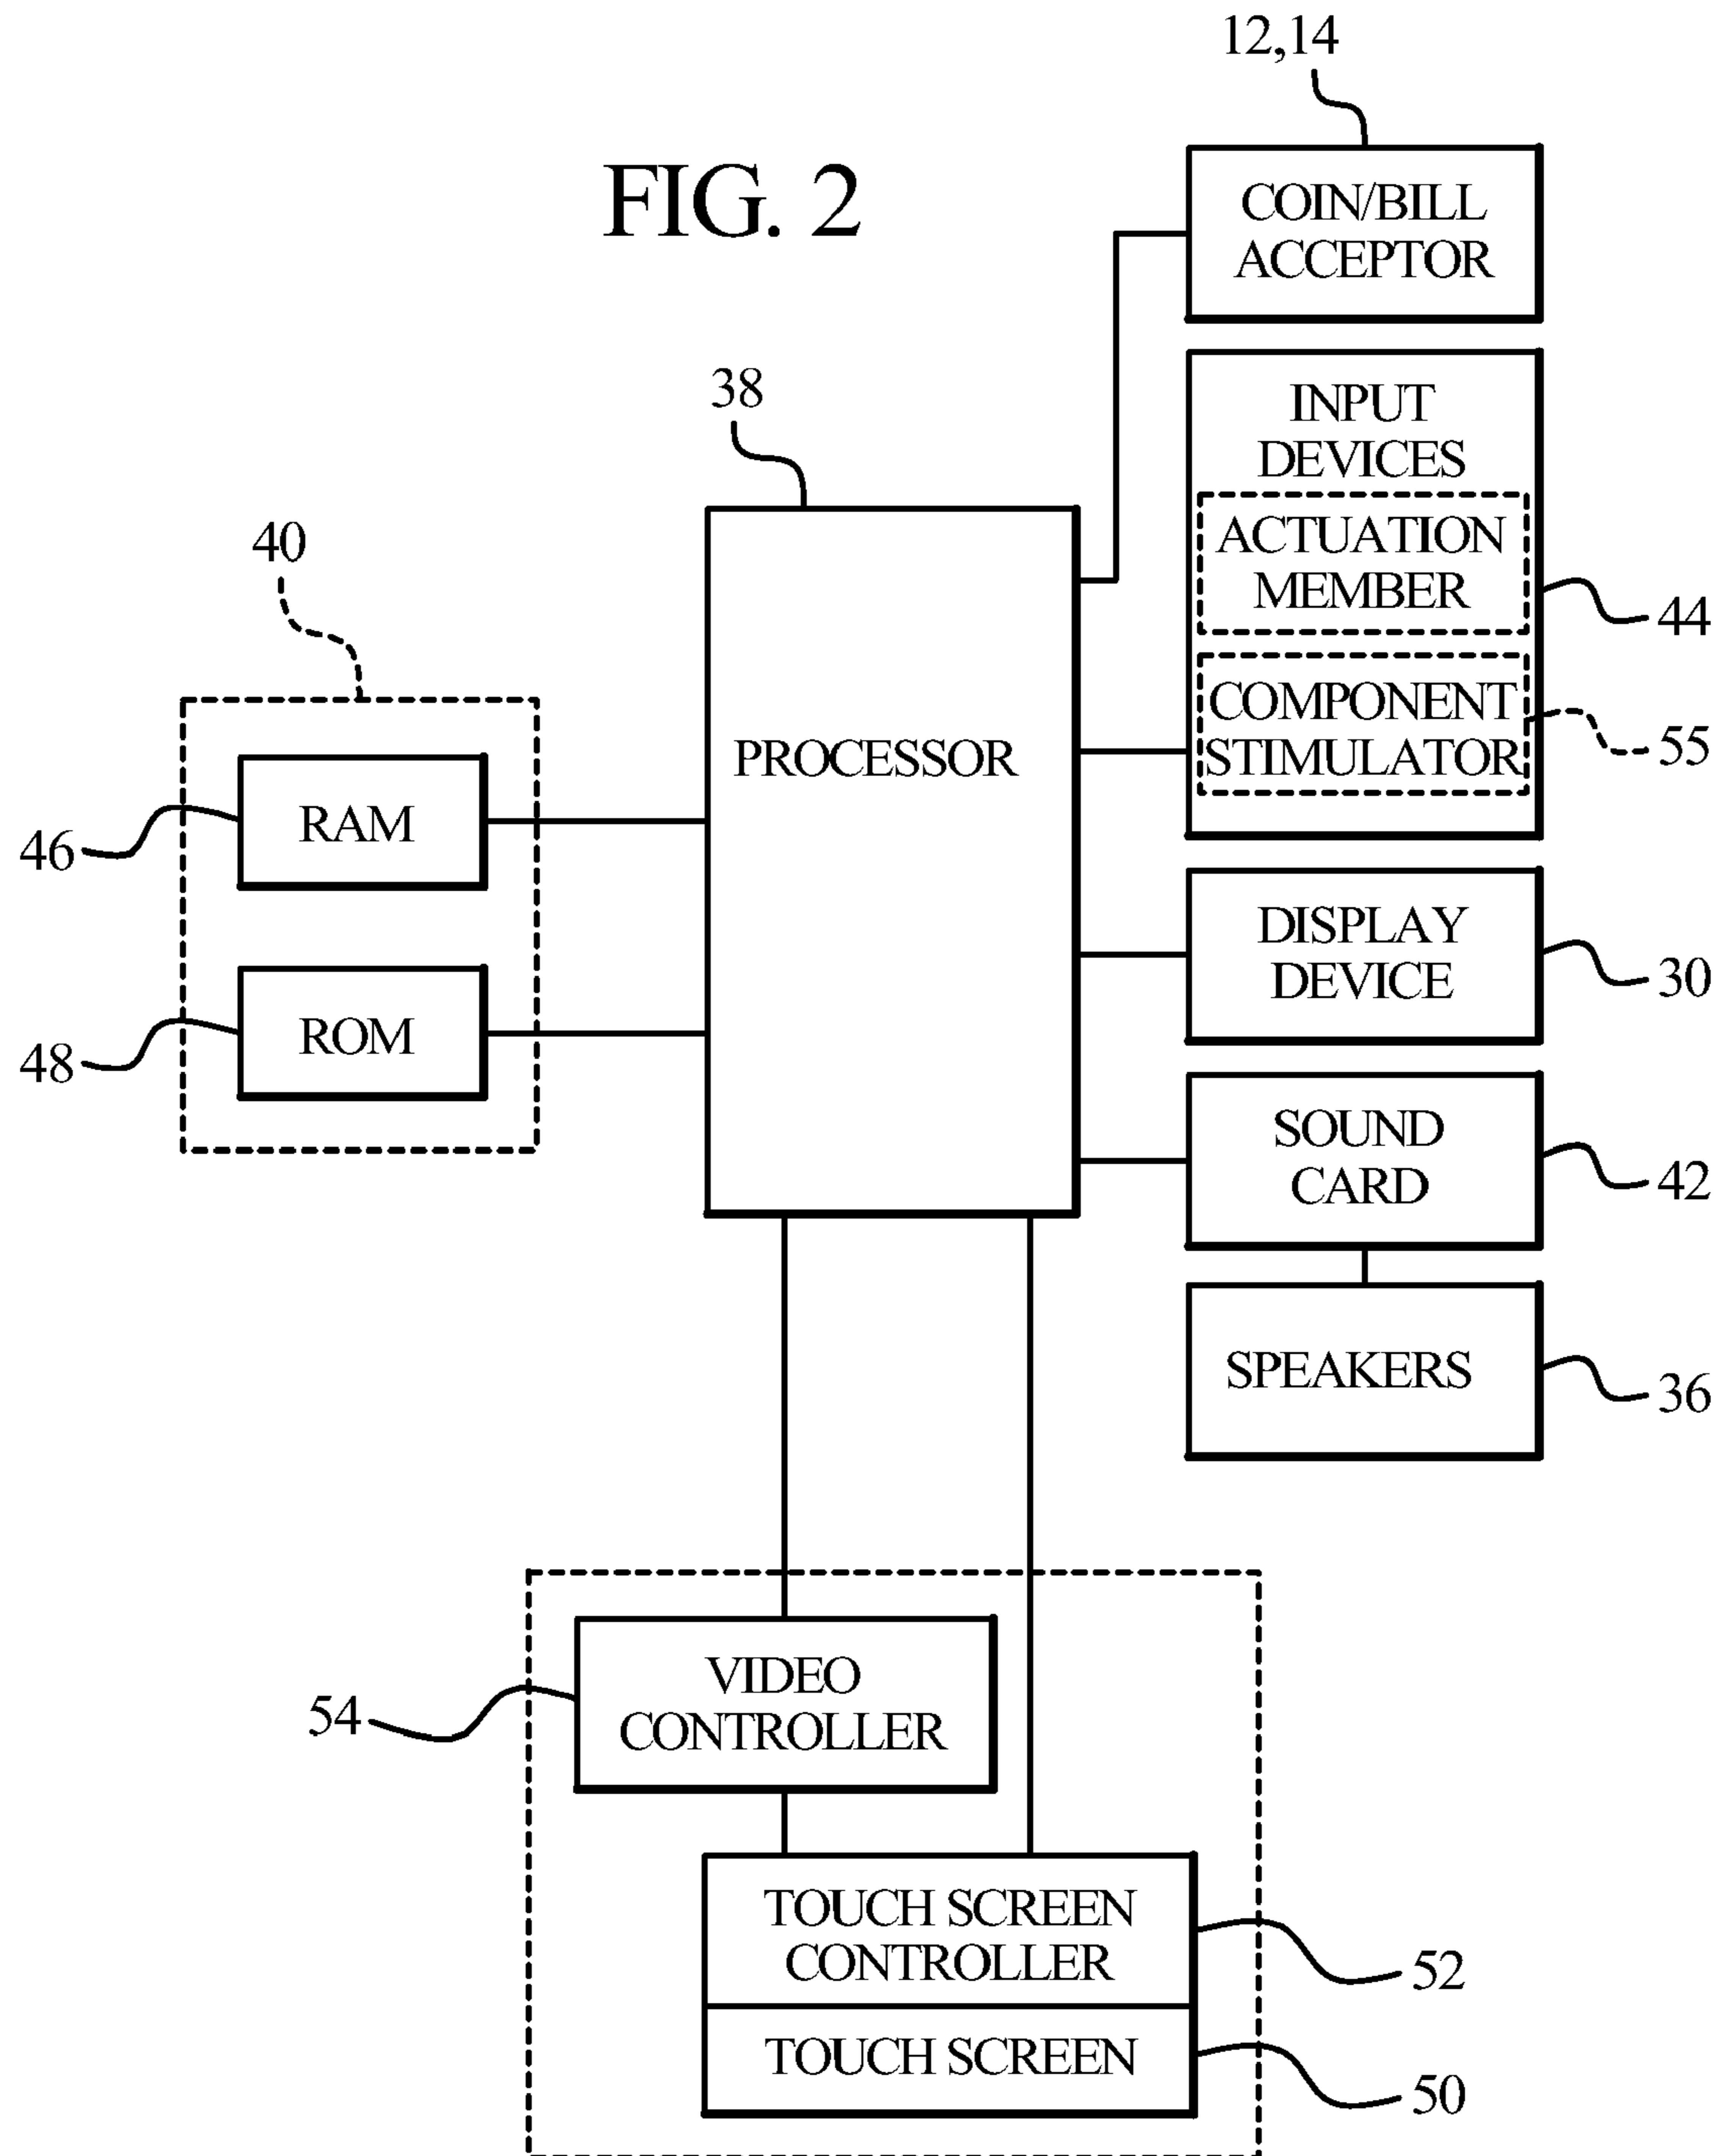 12,14
FIG. 2
COIN/BILL
ACCEPTOR
38
INPUT
DEVICES
ACTUATION
MEMBER
44
40
COMPONENT
STIMULATOR
55
PROCESSOR
RAM
46
DISPLAY
DEVICE
30
ROM
48
SOUND
CARD
42
SPEAKERS
36
VIDEO
CONTROLLER
54
TOUCH SCREEN
CONTROLLER
52
TOUCH SCREEN
50